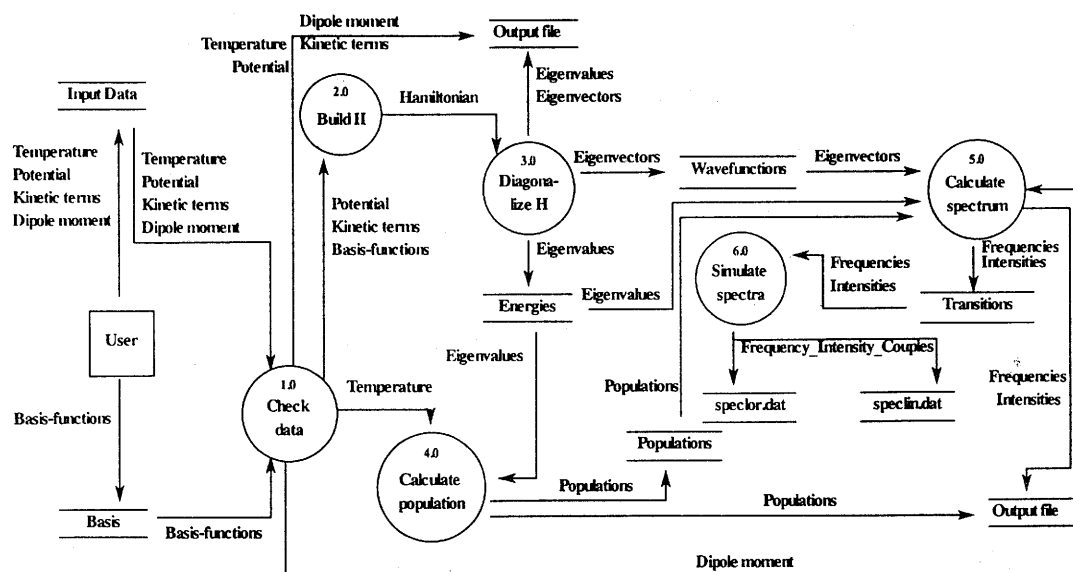 Dipole moment
Temperature Kinetic terms
Potential
Output file
Input Data
2.0
Build H
Hamiltonian
Eigenvalues
Eigenvectors
3.0
Diagona-
lize H
Eigenvectors
Wavefunctions
Eigenvectors
5.0
Calculate
spectrum
Temperature
Potential
Kinetic terms
Dipole moment
Temperature
Potential
Kinetic terms
Dipole moment
Potential
Kinetic terms
Basis-functions
Eigenvalues
6.0
Simulate
spectra
Frequencies
Intensities
Frequencies
Intensities
Energies
Eigenvalues
Transitions
User
Eigenvalues
Frequency_Intensity_Couples
Basis-functions
1.0
Check
data
Temperature
Populations
speclor.dat
speclin.dat
Frequencies
Intensities
4.0
Calculate
population
Populations
Populations
Populations
Basis
Basis-functions
Output file
Dipole moment